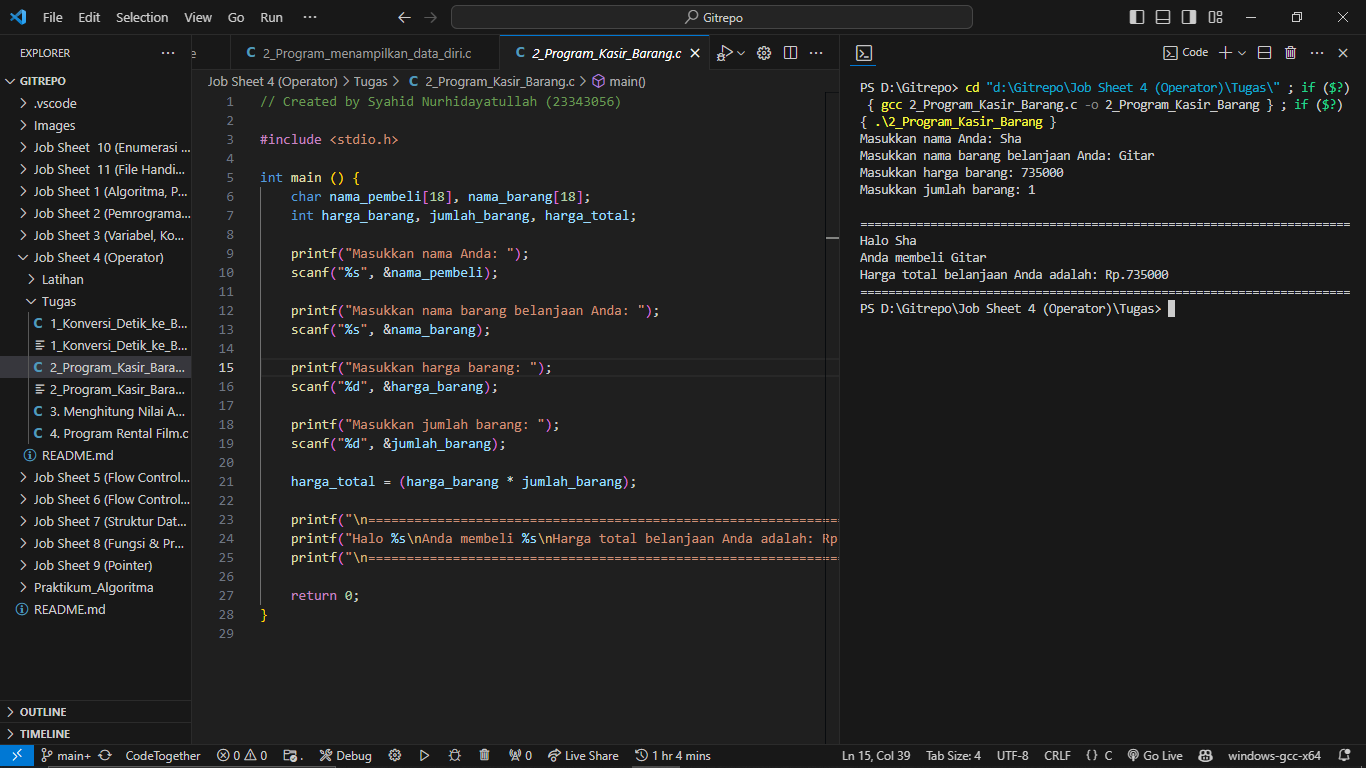 File Edit Selection View Go Run ··· Gitrepo
EXPLORER ···
GITREPO
.vscode
Images
Job Sheet 10 (Enumerasi ...
Job Sheet 11 (File Handi...
Job Sheet 1 (Algoritma, P...
Job Sheet 2 (Pemrograma...
Job Sheet 3 (Variabel, Ko...
Job Sheet 4 (Operator)
Latihan
Tugas
C 1_Konversi_Detik_ke_B...
1_Konversi_Detik_ke_B...
C 2_Program_Kasir_Bara...
2_Program_Kasir_Bara...
C 3. Menghitung Nilai A...
C 4. Program Rental Film.c
README.md
Job Sheet 5 (Flow Control...
Job Sheet 6 (Flow Control...
Job Sheet 7 (Struktur Dat...
Job Sheet 8 (Fungsi & Pr...
Job Sheet 9 (Pointer)
Praktikum_Algoritma
README.md
OUTLINE
TIMELINE
e C 2_Program_menampilkan_data_diri.c C 2_Program_Kasir_Barang.c
Job Sheet 4 (Operator) > Tugas > C 2_Program_Kasir_Barang.c > main()
1 // Created by Syahid Nurhidayatullah (23343056)
2
3 #include <stdio.h>
4
5 int main () {
6 char nama_pembeli[18], nama_barang[18];
7 int harga_barang, jumlah_barang, harga_total;
8
9 printf("Masukkan nama Anda: ");
10 scanf("%s", &nama_pembeli);
11
12 printf("Masukkan nama barang belanjaan Anda: ");
13 scanf("%s", &nama_barang);
14
15 printf("Masukkan harga barang: ");
16 scanf("%d", &harga_barang);
17
18 printf("Masukkan jumlah barang: ");
19 scanf("%d", &jumlah_barang);
20
21 harga_total = (harga_barang * jumlah_barang);
22
23 printf("\n==============================================================
24 printf("Halo %s\nAnda membeli %s\nHarga total belanjaan Anda adalah: Rp
25 printf("\n==============================================================
26
27 return 0;
28 }
29
Code
PS D:\Gitrepo> cd "d:\Gitrepo\Job Sheet 4 (Operator)\Tugas\" ; if ($?)
{ gcc 2_Program_Kasir_Barang.c -o 2_Program_Kasir_Barang } ; if ($?)
{ .\2_Program_Kasir_Barang }
Masukkan nama Anda: Sha
Masukkan nama barang belanjaan Anda: Gitar
Masukkan harga barang: 735000
Masukkan jumlah barang: 1
=================================================================
Halo Sha
Anda membeli Gitar
Harga total belanjaan Anda adalah: Rp.735000
=================================================================
PS D:\Gitrepo\Job Sheet 4 (Operator)\Tugas>
main+ CodeTogether 0 0 Debug 0 Live Share 1 hr 4 mins Ln 15, Col 39 Tab Size: 4 UTF-8 CRLF { } C Go Live windows-gcc-x64